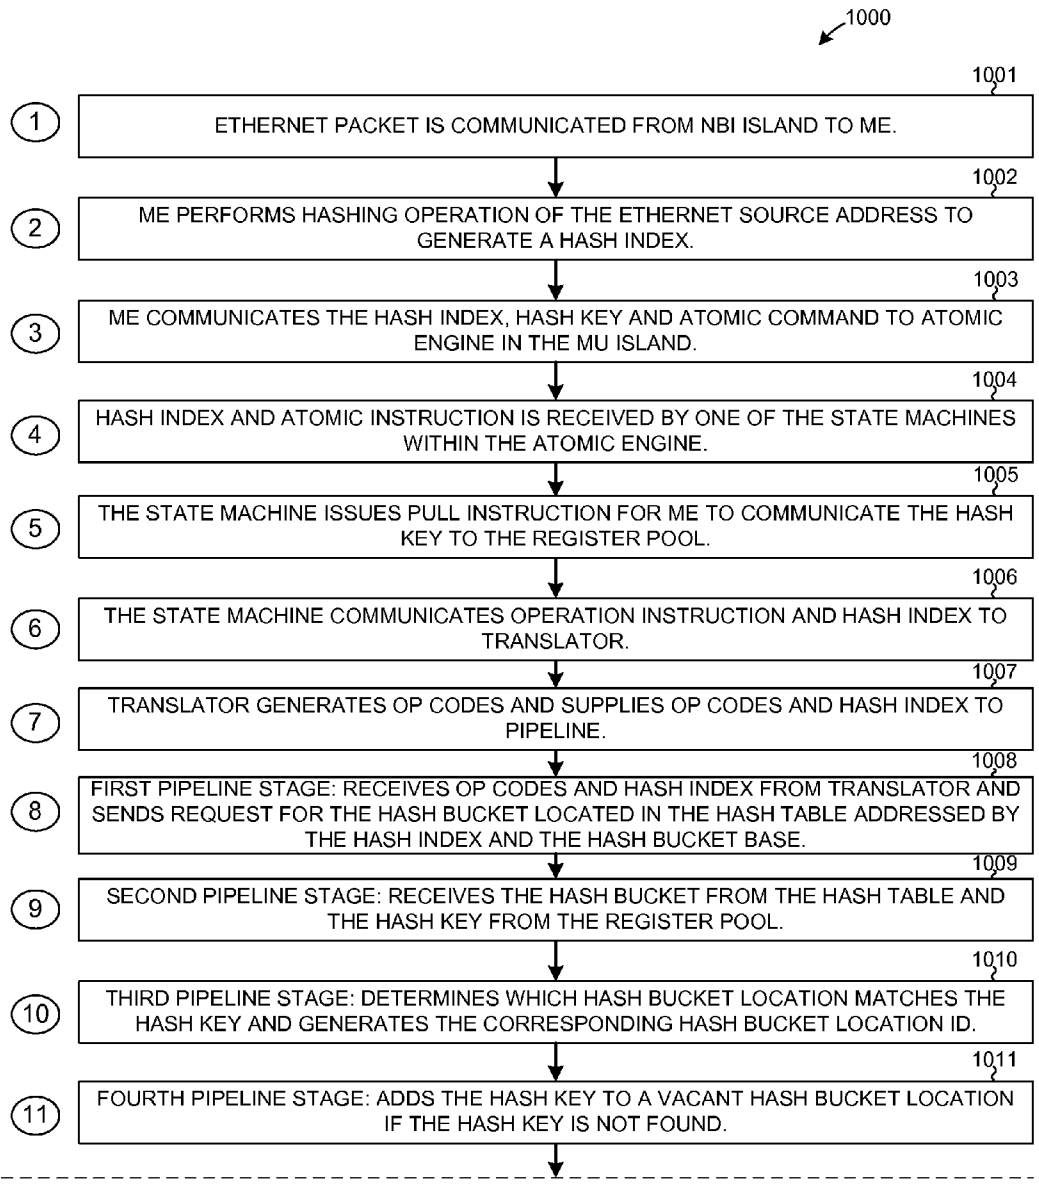 1000
1001
1
ETHERNET PACKET IS COMMUNICATED FROM NBI ISLAND TO ME.
1002
2
ME PERFORMS HASHING OPERATION OF THE ETHERNET SOURCE ADDRESS TO
GENERATE A HASH INDEX.
1003
3
ME COMMUNICATES THE HASH INDEX, HASH KEY AND ATOMIC COMMAND TO ATOMIC
ENGINE IN THE MU ISLAND.
1004
4
HASH INDEX AND ATOMIC INSTRUCTION IS RECEIVED BY ONE OF THE STATE MACHINES
WITHIN THE ATOMIC ENGINE.
1005
5
THE STATE MACHINE ISSUES PULL INSTRUCTION FOR ME TO COMMUNICATE THE HASH
KEY TO THE REGISTER POOL.
1006
6
THE STATE MACHINE COMMUNICATES OPERATION INSTRUCTION AND HASH INDEX TO
TRANSLATOR.
1007
7
TRANSLATOR GENERATES OP CODES AND SUPPLIES OP CODES AND HASH INDEX TO
PIPELINE.
1008
8
FIRST PIPELINE STAGE: RECEIVES OP CODES AND HASH INDEX FROM TRANSLATOR AND
SENDS REQUEST FOR THE HASH BUCKET LOCATED IN THE HASH TABLE ADDRESSED BY
THE HASH INDEX AND THE HASH BUCKET BASE.
1009
9
SECOND PIPELINE STAGE: RECEIVES THE HASH BUCKET FROM THE HASH TABLE AND
THE HASH KEY FROM THE REGISTER POOL.
1010
10
THIRD PIPELINE STAGE: DETERMINES WHICH HASH BUCKET LOCATION MATCHES THE
HASH KEY AND GENERATES THE CORRESPONDING HASH BUCKET LOCATION ID.
1011
11
FOURTH PIPELINE STAGE: ADDS THE HASH KEY TO A VACANT HASH BUCKET LOCATION
IF THE HASH KEY IS NOT FOUND.